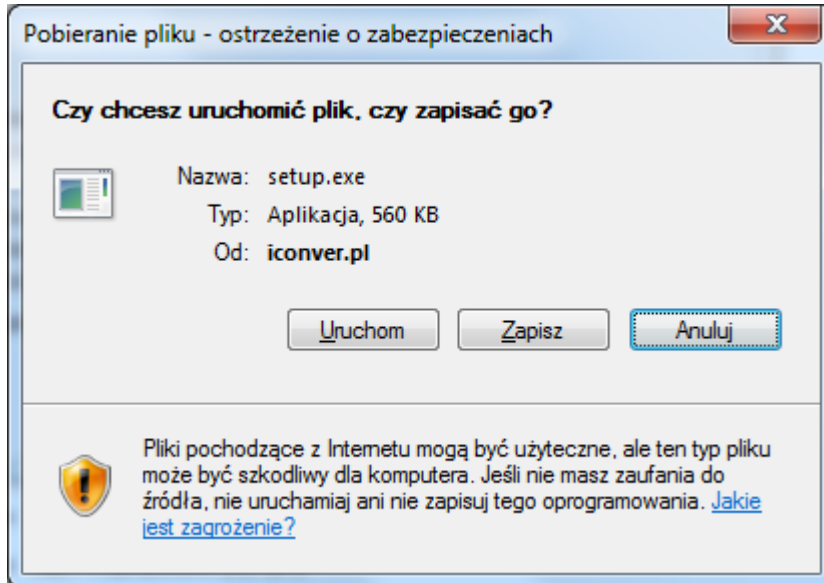 Pobieranie pliku - ostrzeżenie o zabezpieczeniach
Czy chcesz uruchomić plik, czy zapisać go?
Nazwa: setup.exe
Typ: Aplikacja, 560 KB
Od: iconver.pl
Uruchom Zapisz Anuluj
Pliki pochodzące z Internetu mogą być użyteczne, ale ten typ pliku
może być szkodliwy dla komputera. Jeśli nie masz zaufania do
źródła, nie uruchamiaj ani nie zapisuj tego oprogramowania. Jakie
jest zagrożenie?